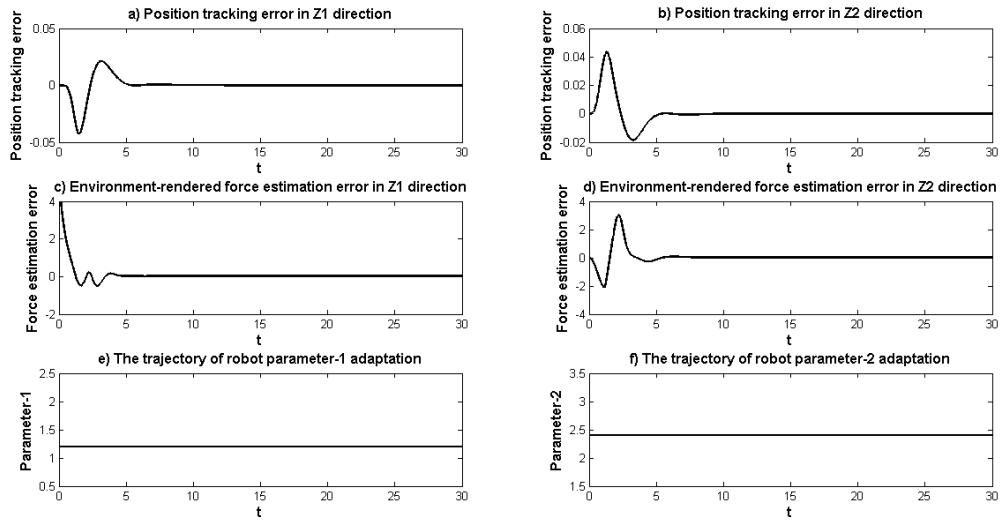 a) Position tracking error in Z1 direction
Position tracking error
0.05
0
-0.05
0 5 10 15 20 25 30
t
b) Position tracking error in Z2 direction
Position tracking error
0.06
0.04
0.02
0
-0.02
0 5 10 15 20 25 30
t
c) Environment-rendered force estimation error in Z1 direction
Force estimation error
4
2
0
-2
0 5 10 15 20 25 30
t
d) Environment-rendered force estimation error in Z2 direction
Force estimation error
4
2
0
-2
-4
0 5 10 15 20 25 30
t
e) The trajectory of robot parameter-1 adaptation
Parameter-1
2.5
2
1.5
1
0.5
0 5 10 15 20 25 30
t
f) The trajectory of robot parameter-2 adaptation
Parameter-2
3.5
3
2.5
2
1.5
0 5 10 15 20 25 30
t